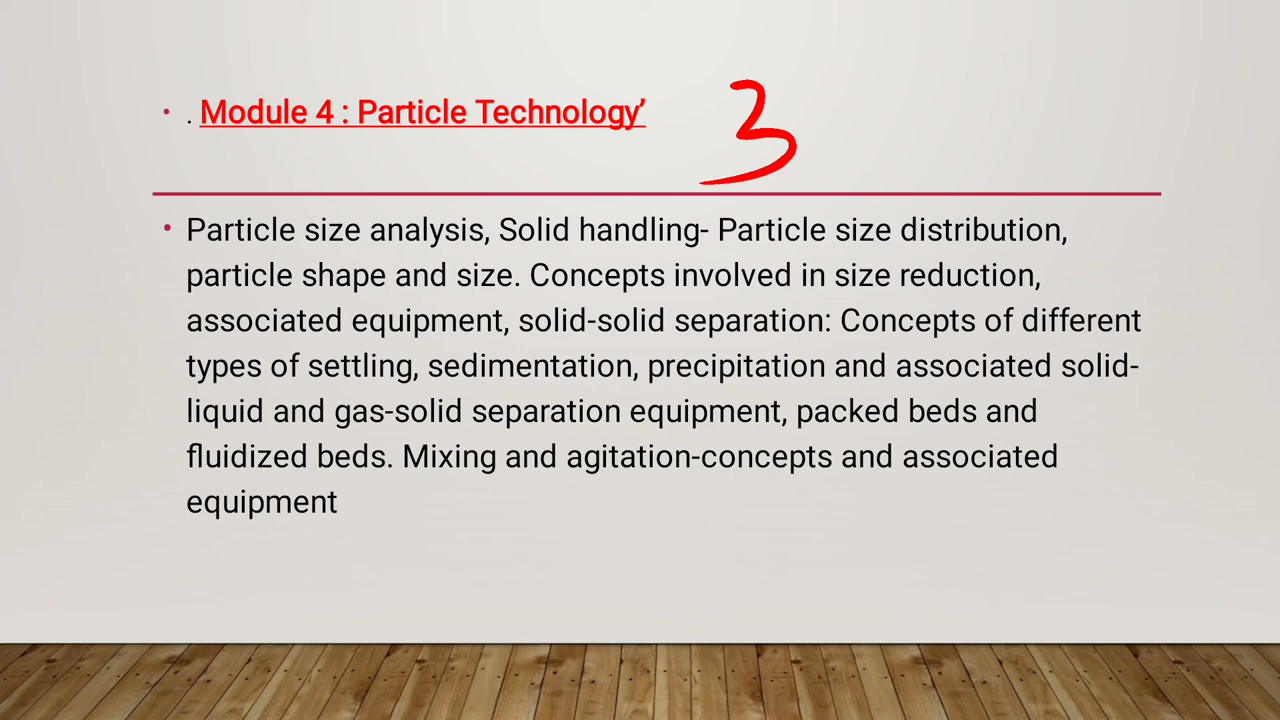 • . Module 4 : Particle Technology’ 3
• Particle size analysis, Solid handling- Particle size distribution,
particle shape and size. Concepts involved in size reduction,
associated equipment, solid-solid separation: Concepts of different
types of settling, sedimentation, precipitation and associated solid-
liquid and gas-solid separation equipment, packed beds and
fluidized beds. Mixing and agitation-concepts and associated
equipment